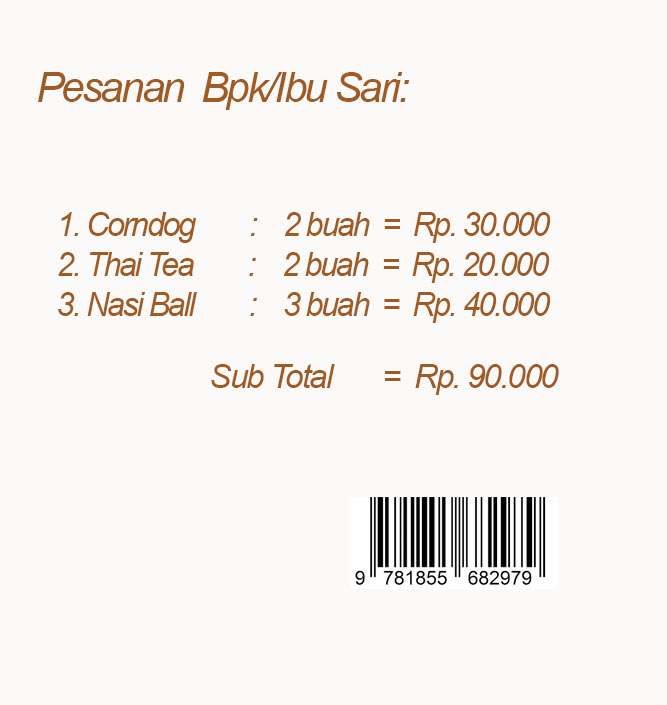 Pesanan Bpk/Ibu Sari:
1. Corndog : 2 buah = Rp. 30.000
2. Thai Tea : 2 buah = Rp. 20.000
3. Nasi Ball : 3 buah = Rp. 40.000
Sub Total = Rp. 90.000
9 781855 682979